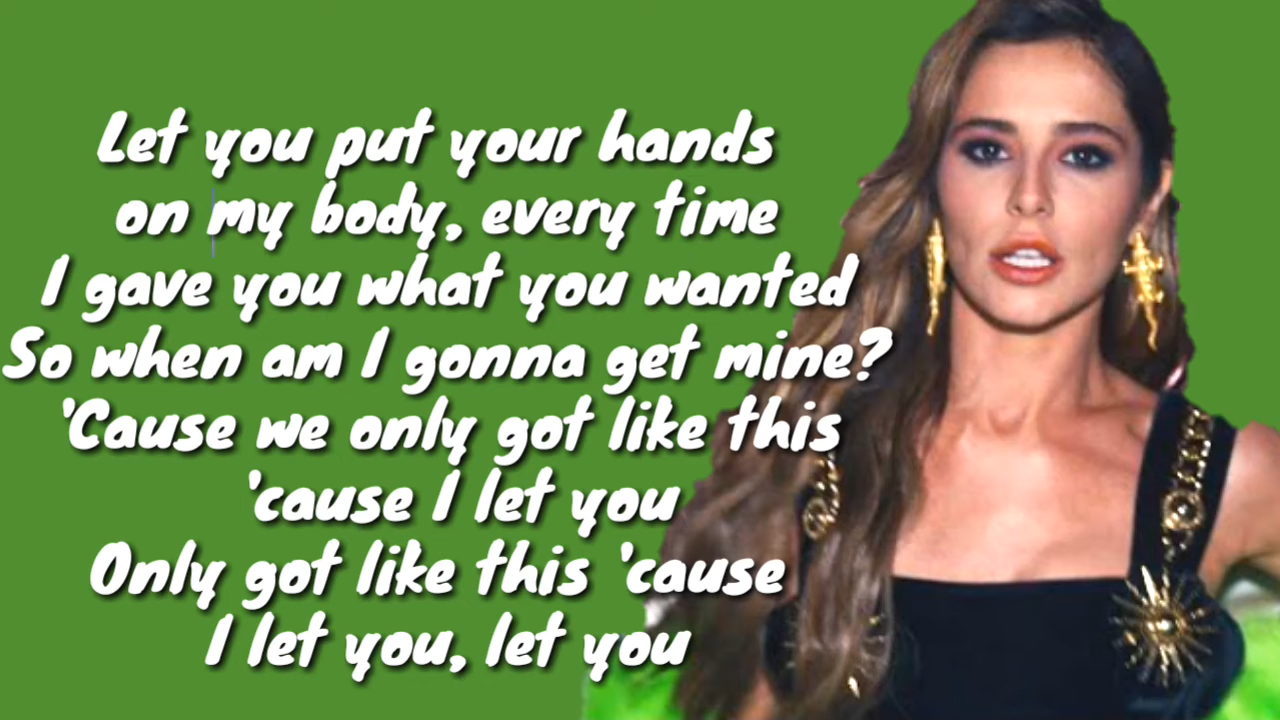 Let you put your hands
on my body, every time
I gave you what you wanted
So when am I gonna get mine?
'Cause we only got like this
'cause I let you
Only got like this 'cause
I let you, let you